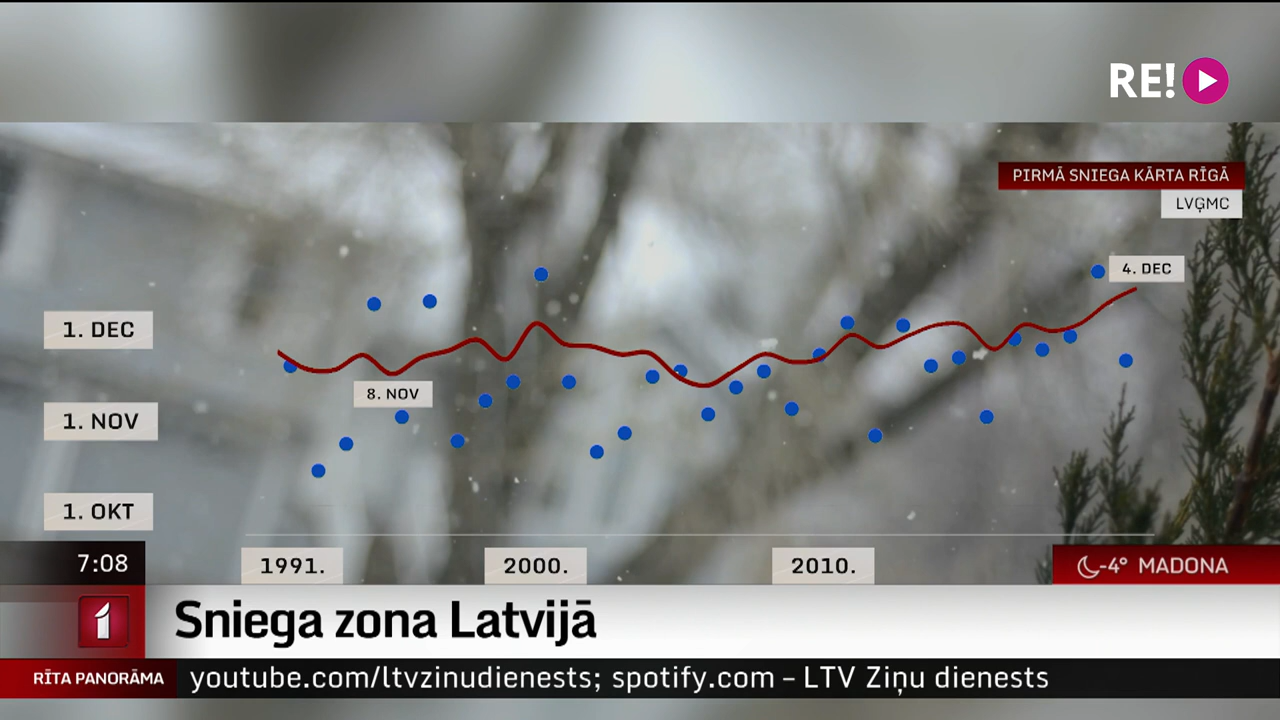 RE!
PIRMĀ SNIEGA KĀRTA RĪGĀ
LVĢMC
4. DEC
1. DEC
8. NOV
1. NOV
1. OKT
1991.
2000.
2010.
7:08
-4° MADONA
1
Sniega zona Latvijā
RĪTA PANORĀMA
youtube.com/ltvzinudienests; spotify.com – LTV Ziņu dienests